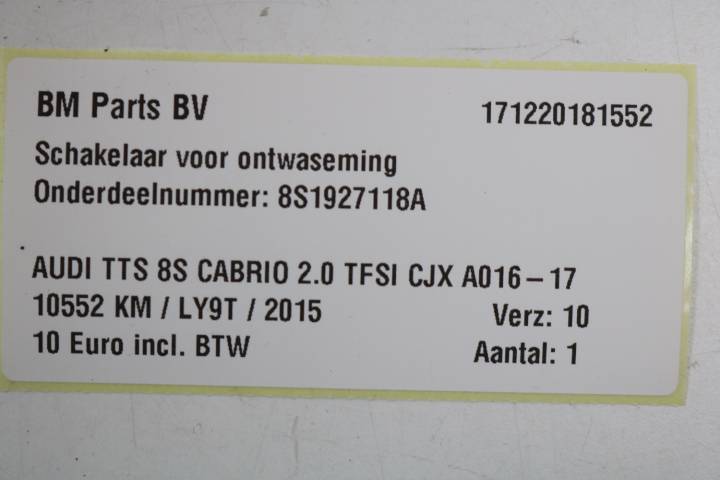 BM Parts BV 171220181552
Schakelaar voor ontwaseming
Onderdeelnummer: 8S1927118A
AUDI TTS 8S CABRIO 2.0 TFSI CJX A016-17
10552 KM / LY9T / 2015 Verz: 10
10 Euro incl. BTW Aantal: 1